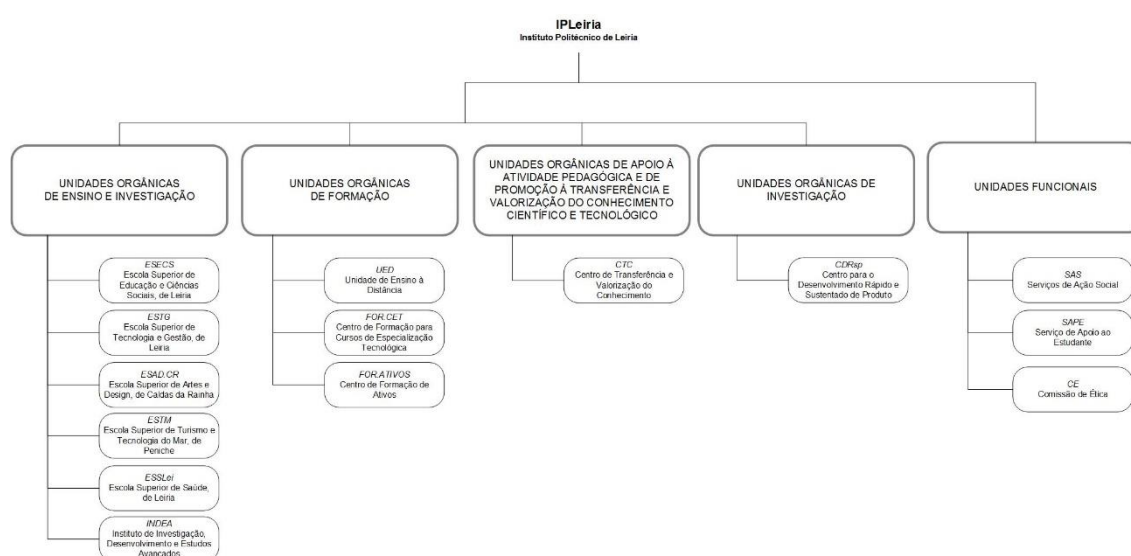 IPLeiria
Instituto Politécnico de Leiria
UNIDADES ORGÂNICAS
DE ENSINO E INVESTIGAÇÃO
ESECS
Escola Superior de
Educação e Ciências
Sociais, de Leiria
ESTG
Escola Superior de
Tecnologia e Gestão, de
Leiria
ESAD.CR
Escola Superior de Artes e
Design, de Caldas da Rainha
ESTM
Escola Superior de Turismo e
Tecnologia do Mar, de
Peniche
ESSLei
Escola Superior de Saúde,
de Leiria
INDEA
Instituto de Investigação,
Desenvolvimento e Estudos
Avançados
UNIDADES ORGÂNICAS
DE FORMAÇÃO
UED
Unidade de Ensino à
Distância
FOR.CET
Centro de Formação para
Cursos de Especialização
Tecnológica
FOR.ATIVOS
Centro de Formação de
Ativos
UNIDADES ORGÂNICAS DE APOIO À
ATIVIDADE PEDAGÓGICA E DE
PROMOÇÃO Á TRANSFERÊNCIA E
VALORIZAÇÃO DO CONHECIMENTO
CIENTÍFICO E TECNOLÓGICO
CTC
Centro de Transferência e
Valorização do
Conhecimento
UNIDADES ORGÂNICAS DE
INVESTIGAÇÃO
CDRsp
Centro para o
Desenvolvimento Rápido e
Sustentado de Produto
UNIDADES FUNCIONAIS
SAS
Serviços de Ação Social
SAPE
Serviço de Apoio ao
Estudante
CE
Comissão de Ética